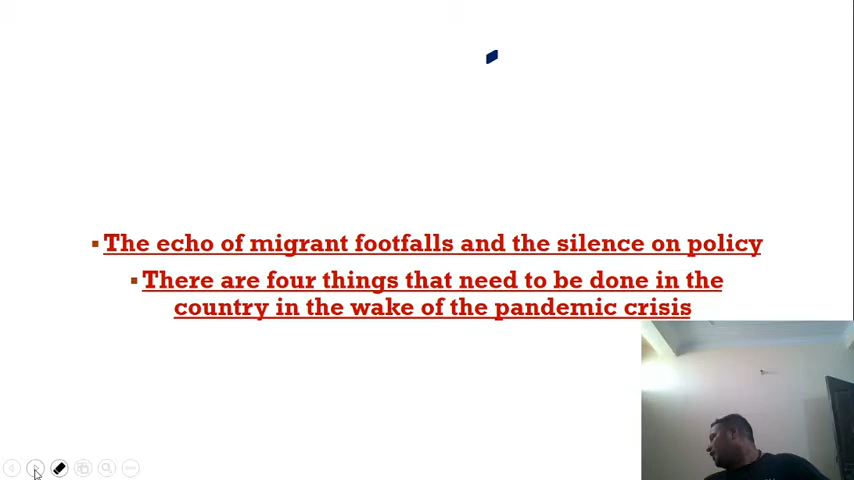 The echo of migrant footfalls and the silence on policy
There are four things that need to be done in the
country in the wake of the pandemic crisis